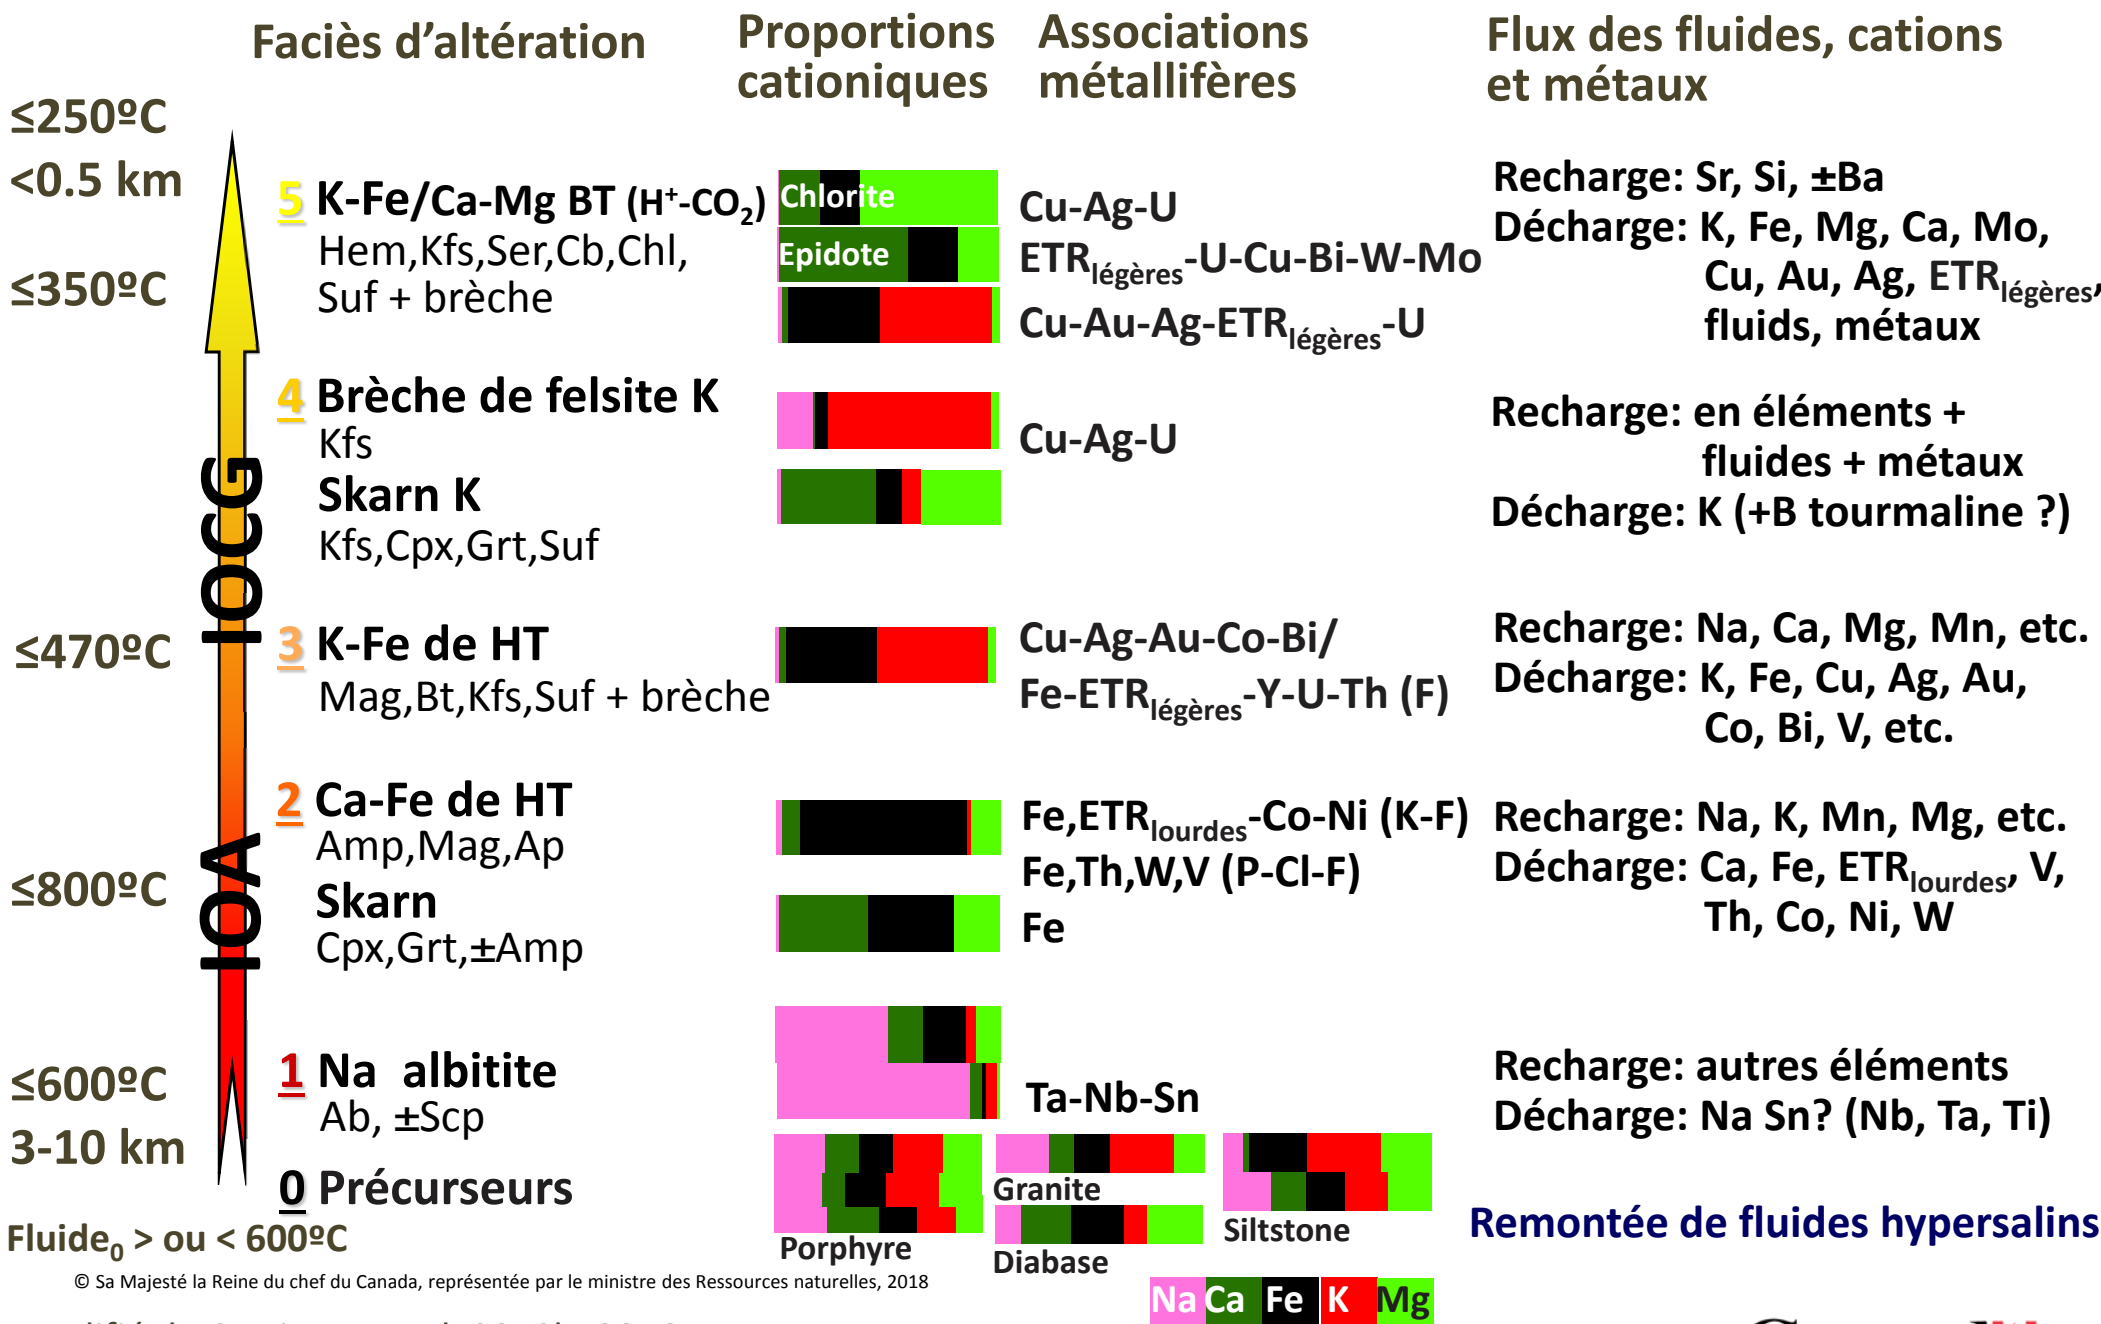 Faciès d'altération
Proportions cationiques
Associations métallifères
Flux des fluides, cations et métaux
≤250ºC
<0.5 km
≤350ºC
≤470ºC
≤800ºC
≤600ºC
3-10 km
Fluide0 > ou < 600ºC
IOCG
IOA
5 K-Fe/Ca-Mg BT (H+-CO2)
Hem,Kfs,Ser,Cb,Chl,
Suf + brèche
Chlorite
Epidote
Cu-Ag-U
ETRlégères-U-Cu-Bi-W-Mo
Cu-Au-Ag-ETRlégères-U
Recharge: Sr, Si, ±Ba
Décharge: K, Fe, Mg, Ca, Mo,
Cu, Au, Ag, ETRlégères,
fluids, métaux
4 Brèche de felsite K
Kfs
Skarn K
Kfs,Cpx,Grt,Suf
Cu-Ag-U
Recharge: en éléments +
fluides + métaux
Décharge: K (+B tourmaline ?)
3 K-Fe de HT
Mag,Bt,Kfs,Suf + brèche
Cu-Ag-Au-Co-Bi/
Fe-ETRlégères-Y-U-Th (F)
Recharge: Na, Ca, Mg, Mn, etc.
Décharge: K, Fe, Cu, Ag, Au,
Co, Bi, V, etc.
2 Ca-Fe de HT
Amp,Mag,Ap
Skarn
Cpx,Grt,±Amp
Fe,ETRlourdes-Co-Ni (K-F)
Fe,Th,W,V (P-Cl-F)
Fe
Recharge: Na, K, Mn, Mg, etc.
Décharge: Ca, Fe, ETRlourdes, V,
Th, Co, Ni, W
1 Na albitite
Ab, ±Scp
Ta-Nb-Sn
Recharge: autres éléments
Décharge: Na Sn? (Nb, Ta, Ti)
0 Précurseurs
Porphyre
Granite
Diabase
Siltstone
Remontée de fluides hypersalins
© Sa Majesté la Reine du chef du Canada, représentée par le ministre des Ressources naturelles, 2018
Na Ca Fe K Mg